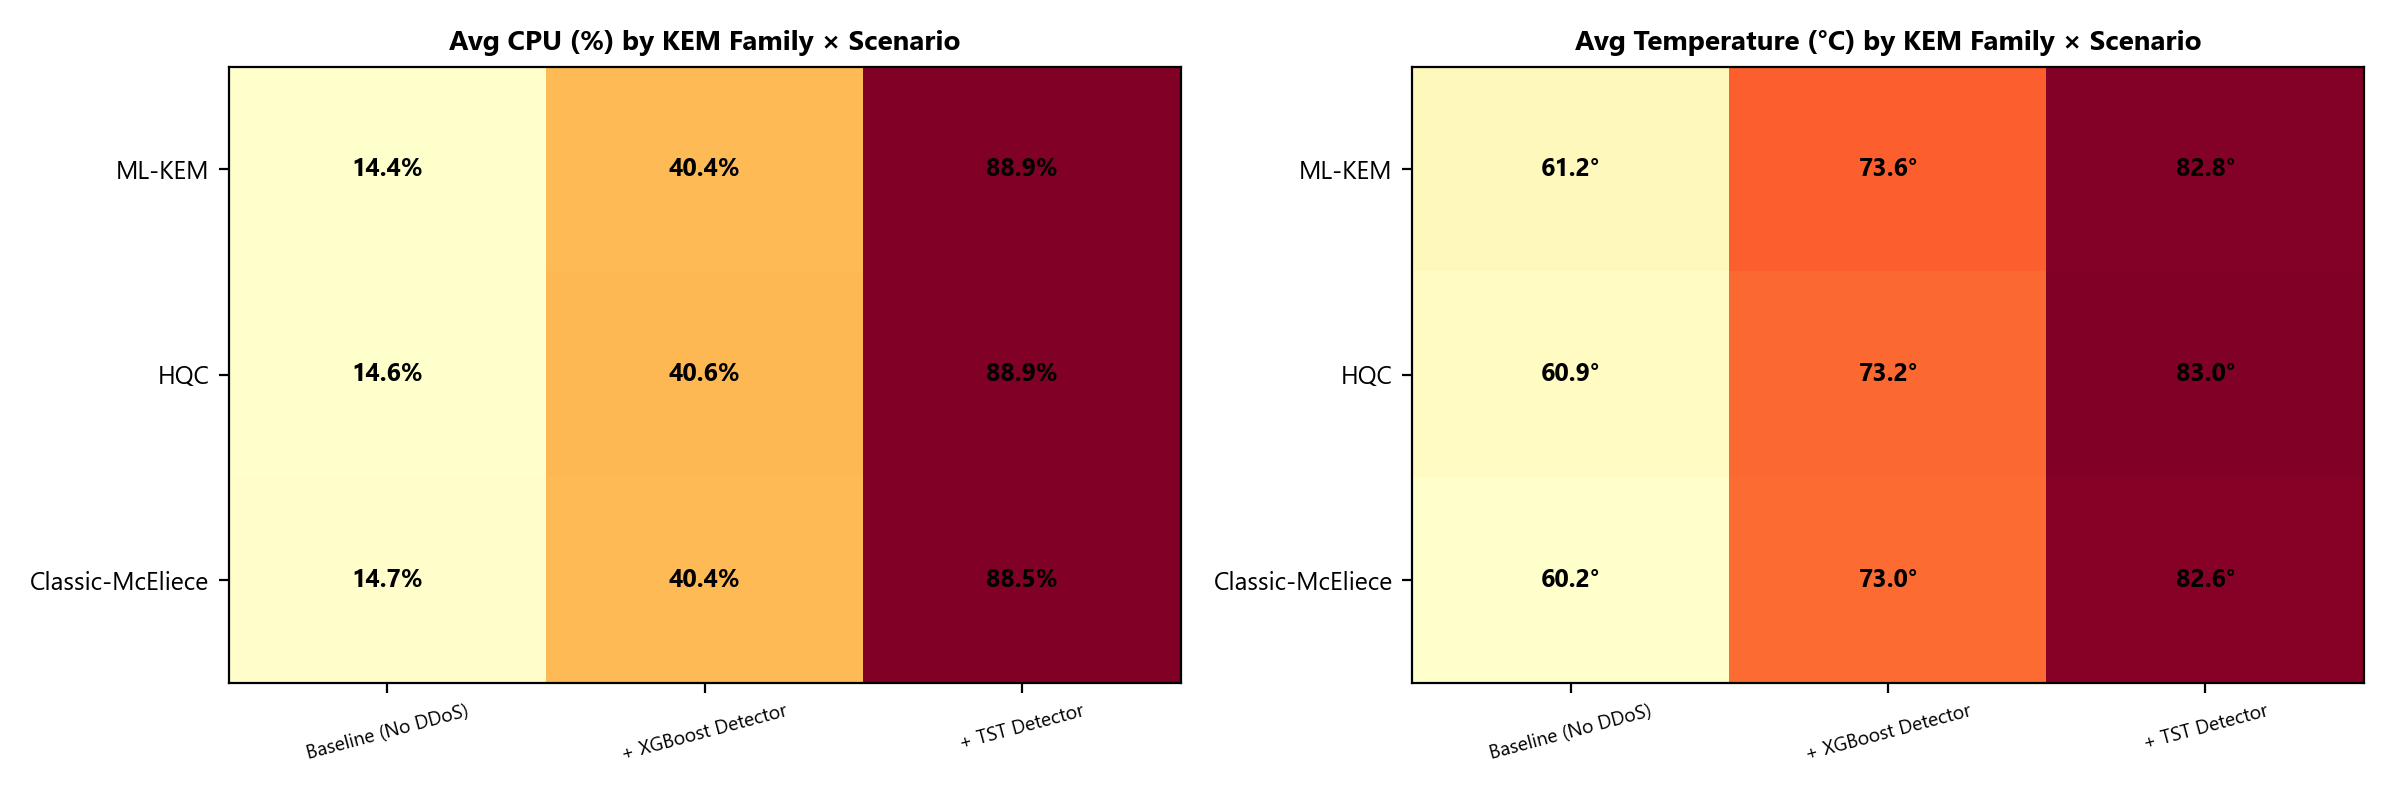 Avg CPU (%) by KEM Family × Scenario
ML-KEM 14.4% 40.4% 88.9%
HQC 14.6% 40.6% 88.9%
Classic-McEliece 14.7% 40.4% 88.5%
Baseline (No DDoS) + XGBoost Detector + TST Detector
Avg Temperature (°C) by KEM Family × Scenario
ML-KEM 61.2° 73.6° 82.8°
HQC 60.9° 73.2° 83.0°
Classic-McEliece 60.2° 73.0° 82.6°
Baseline (No DDoS) + XGBoost Detector + TST Detector